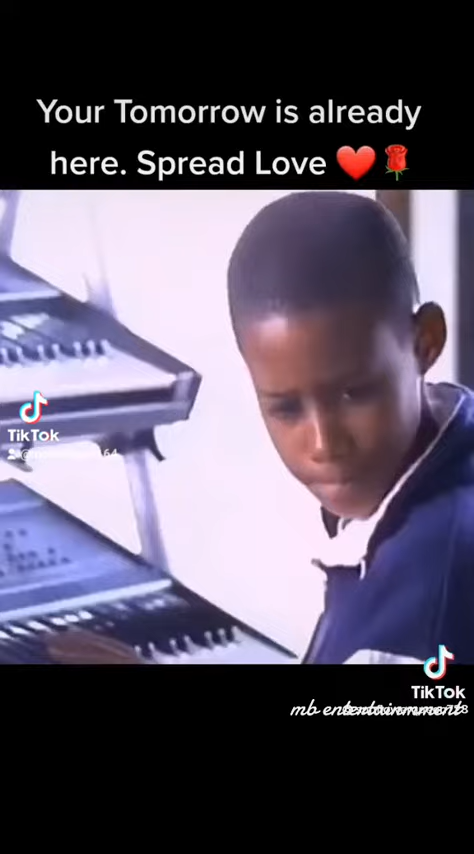 Your Tomorrow is already
here. Spread Love ❤️🌹
TikTok
TikTok
mb entertainment